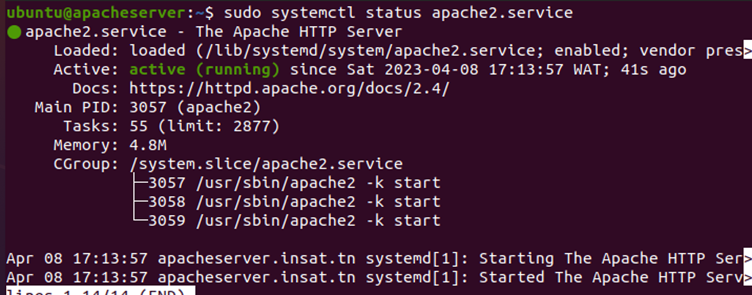 ubuntu@apacheserver:~$ sudo systemctl status apache2.service
● apache2.service - The Apache HTTP Server
Loaded: loaded (/lib/systemd/system/apache2.service; enabled; vendor pres>
Active: active (running) since Sat 2023-04-08 17:13:57 WAT; 41s ago
Docs: https://httpd.apache.org/docs/2.4/
Main PID: 3057 (apache2)
Tasks: 55 (limit: 2877)
Memory: 4.8M
CGroup: /system.slice/apache2.service
├─3057 /usr/sbin/apache2 -k start
├─3058 /usr/sbin/apache2 -k start
└─3059 /usr/sbin/apache2 -k start
Apr 08 17:13:57 apacheserver.insat.tn systemd[1]: Starting The Apache HTTP Ser>
Apr 08 17:13:57 apacheserver.insat.tn systemd[1]: Started The Apache HTTP Serv>
lines 1-14/14 (END)